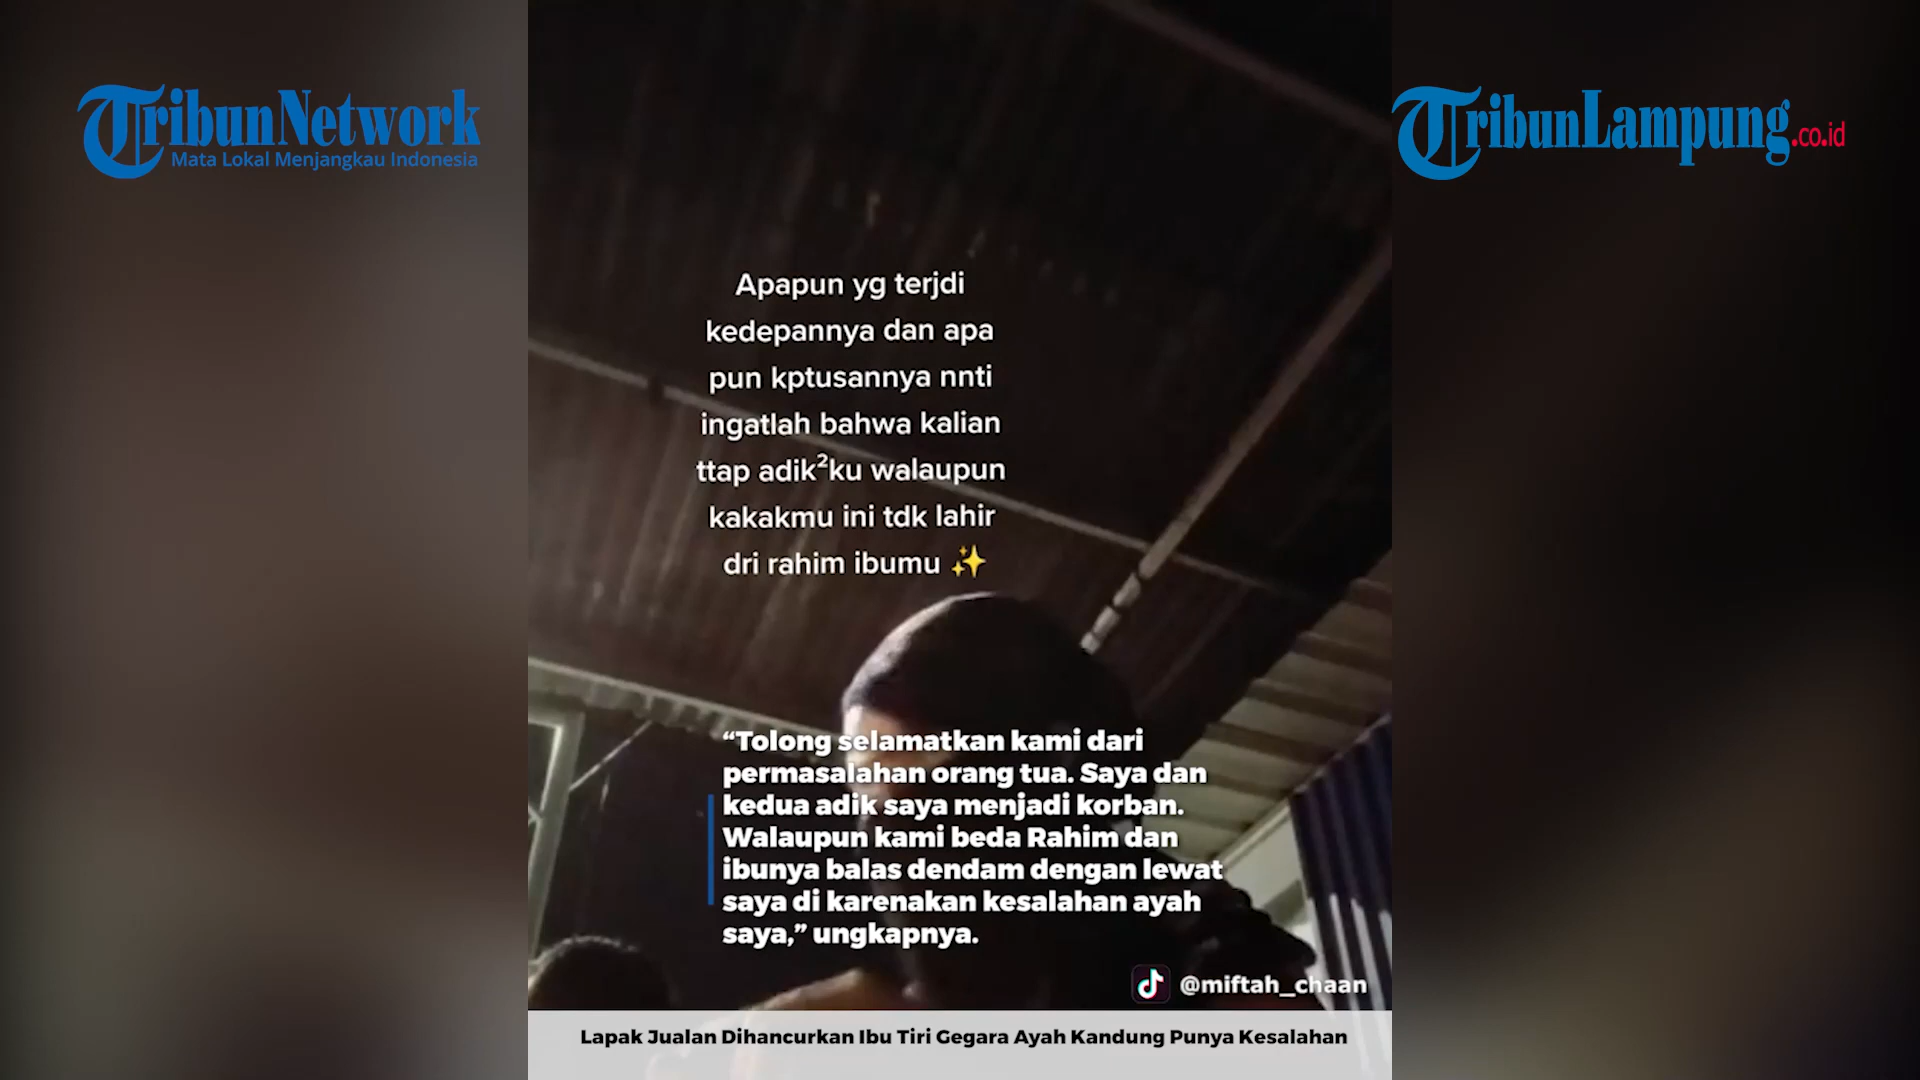 TribunNetwork
Mata Lokal Menjangkau Indonesia
TribunLampung.co.id
Apapun yg terjdi
kedepannya dan apa
pun kptusannya nnti
ingatlah bahwa kalian
ttap adik²ku walaupun
kakakmu ini tdk lahir
dri rahim ibumu ✨
“Tolong selamatkan kami dari
permasalahan orang tua. Saya dan
kedua adik saya menjadi korban.
Walaupun kami beda Rahim dan
ibunya balas dendam dengan lewat
saya di karenakan kesalahan ayah
saya,” ungkapnya.
@miftah_chaan
Lapak Jualan Dihancurkan Ibu Tiri Gegara Ayah Kandung Punya Kesalahan